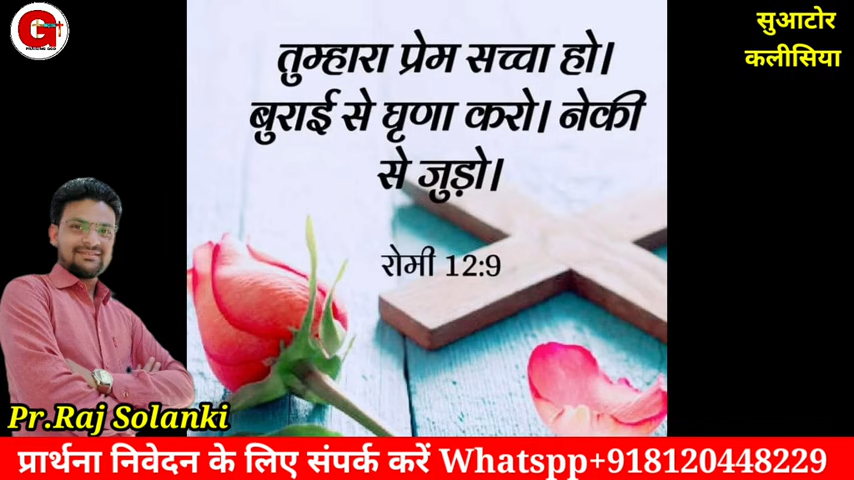 G
सुआटोर
कलीसिया
तुम्हारा प्रेम सच्चा हो।
बुराई से घृणा करो। नेकी
से जुड़ो।
रोमी 12:9
Pr.Raj Solanki
प्रार्थना निवेदन के लिए संपर्क करें Whatspp+918120448229